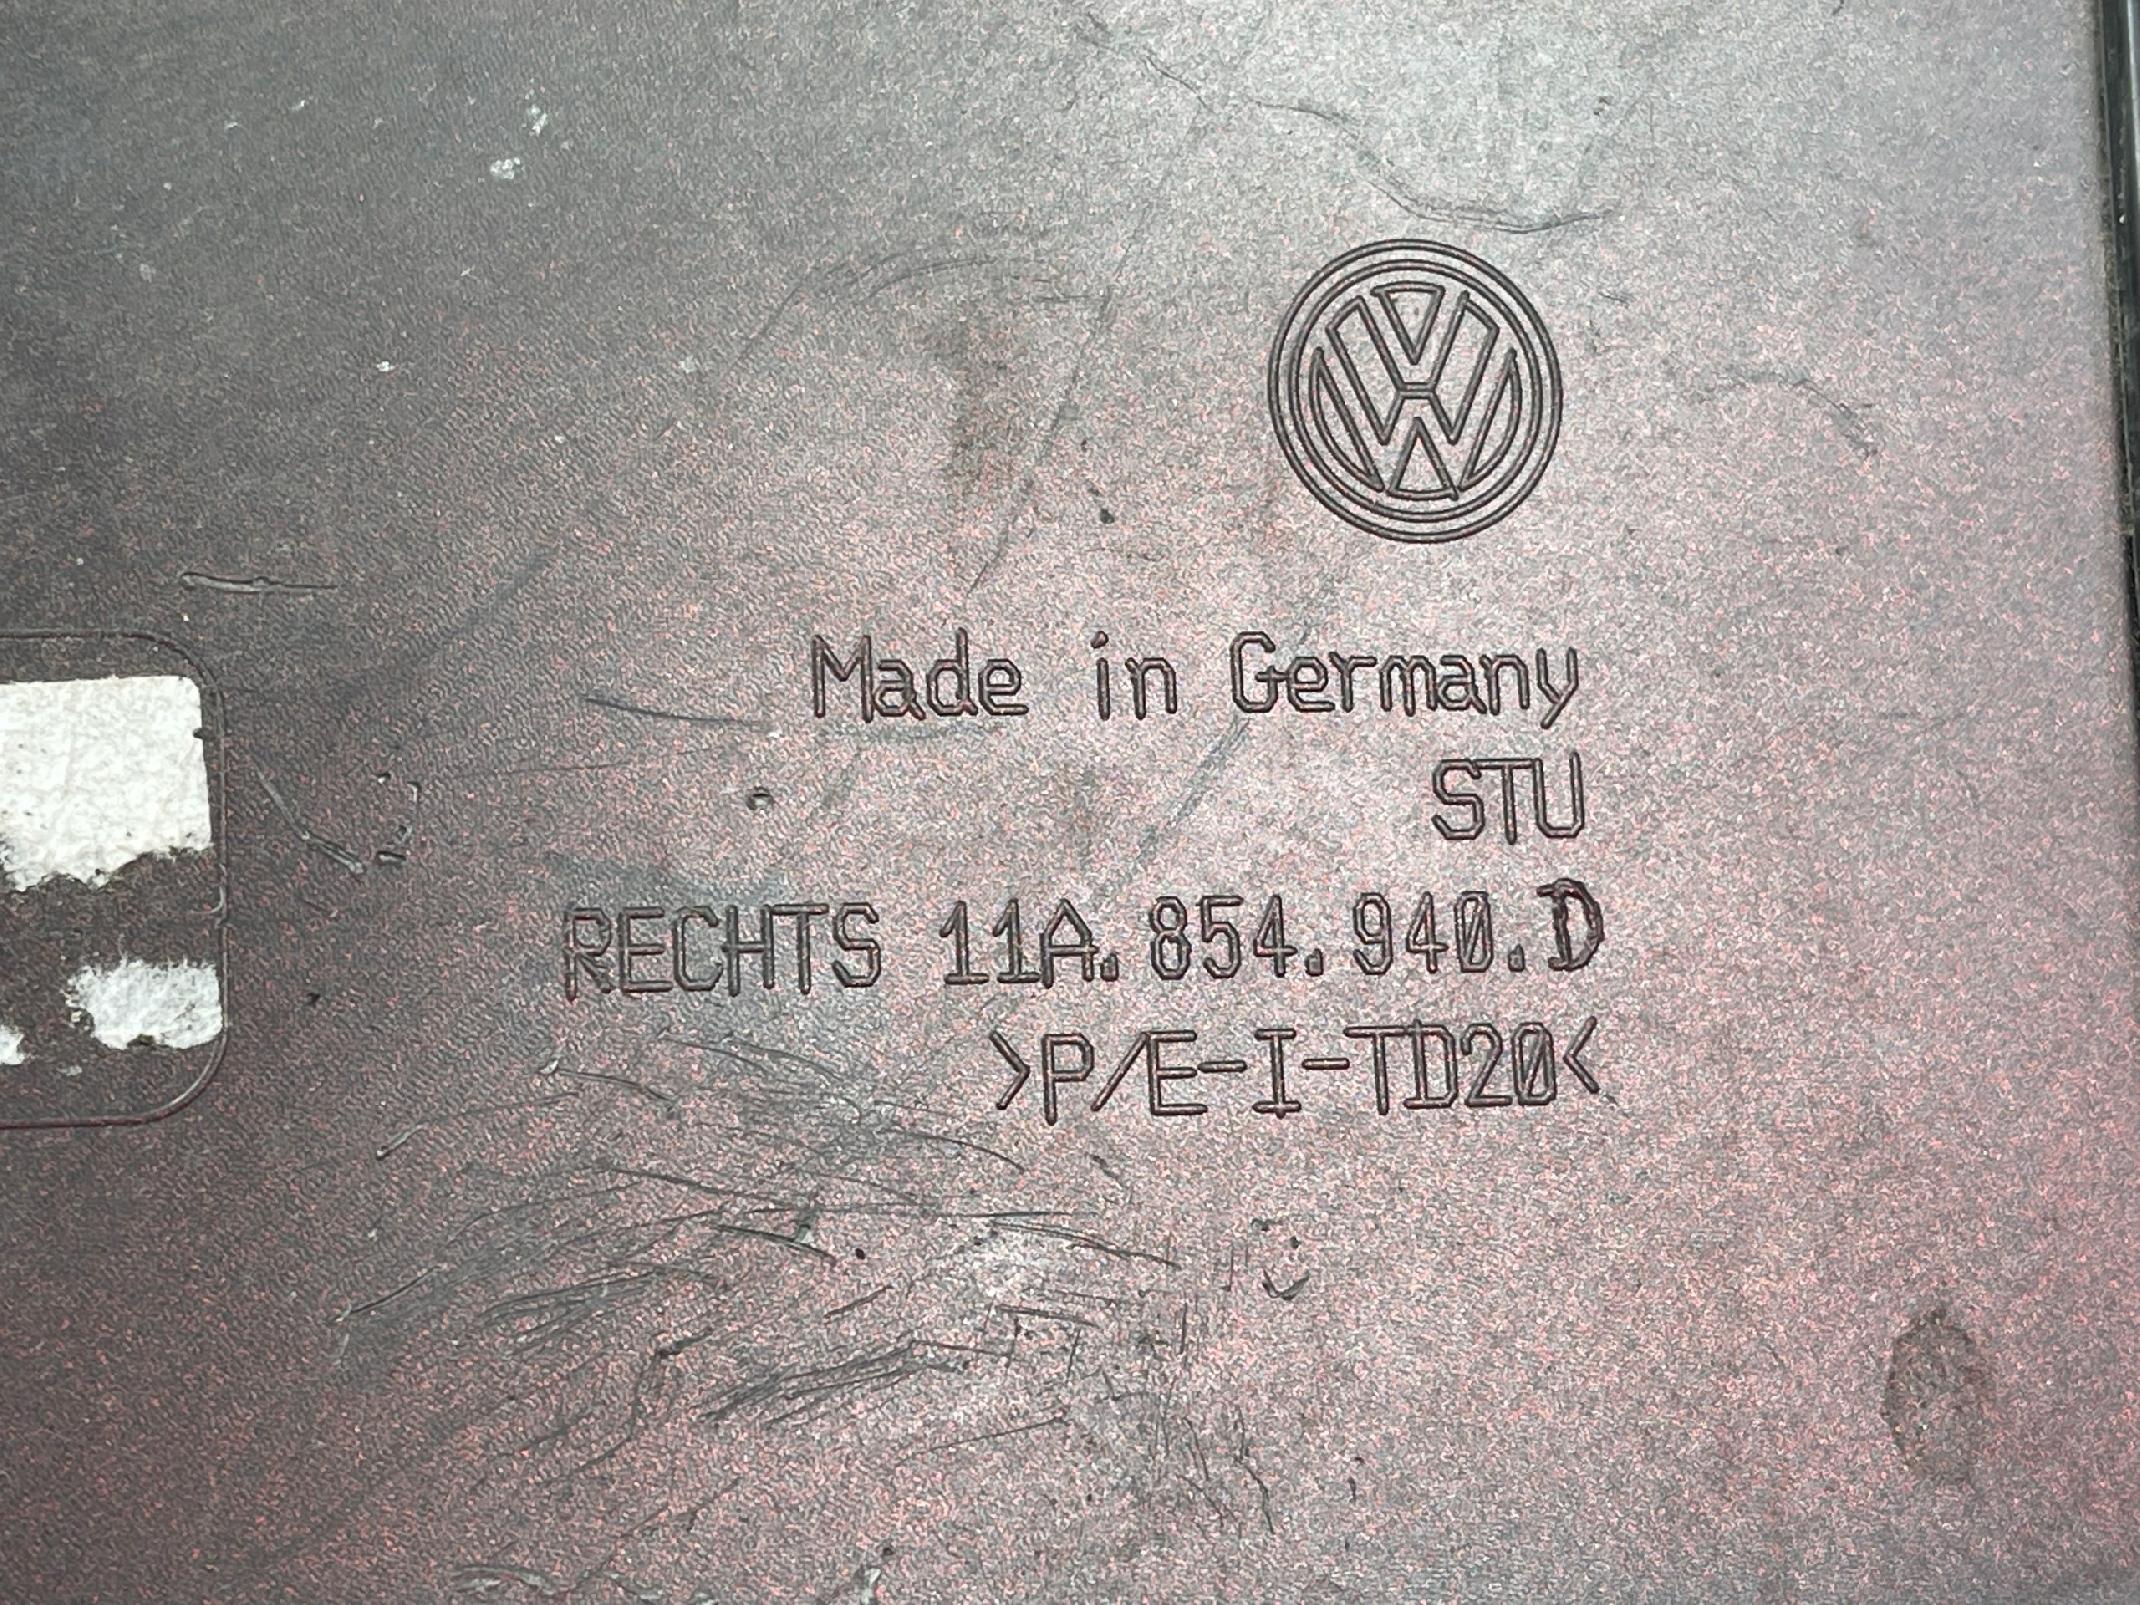 Made in Germany
STU
RECHTS 11A.854.940.D
>P/E-I-TD20<